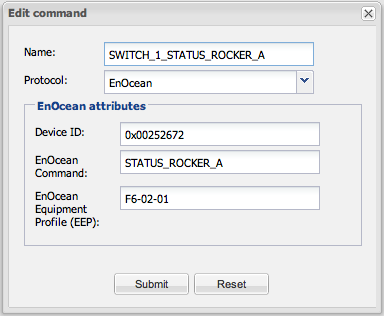 Edit command
Name: SWITCH_1_STATUS_ROCKER_A
Protocol: EnOcean
EnOcean attributes
Device ID: 0x00252672
EnOcean
Command: STATUS_ROCKER_A
EnOcean
Equipment
Profile (EEP): F6-02-01
Submit Reset